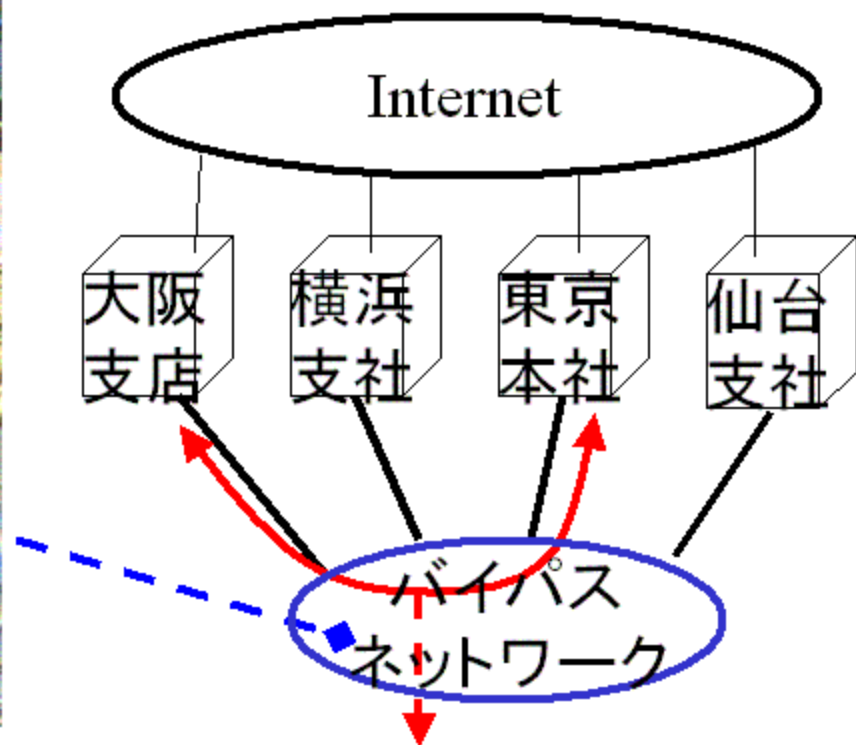 Internet
大阪
支店
横浜
支社
東京
本社
仙台
支社
バイパス
ネットワーク